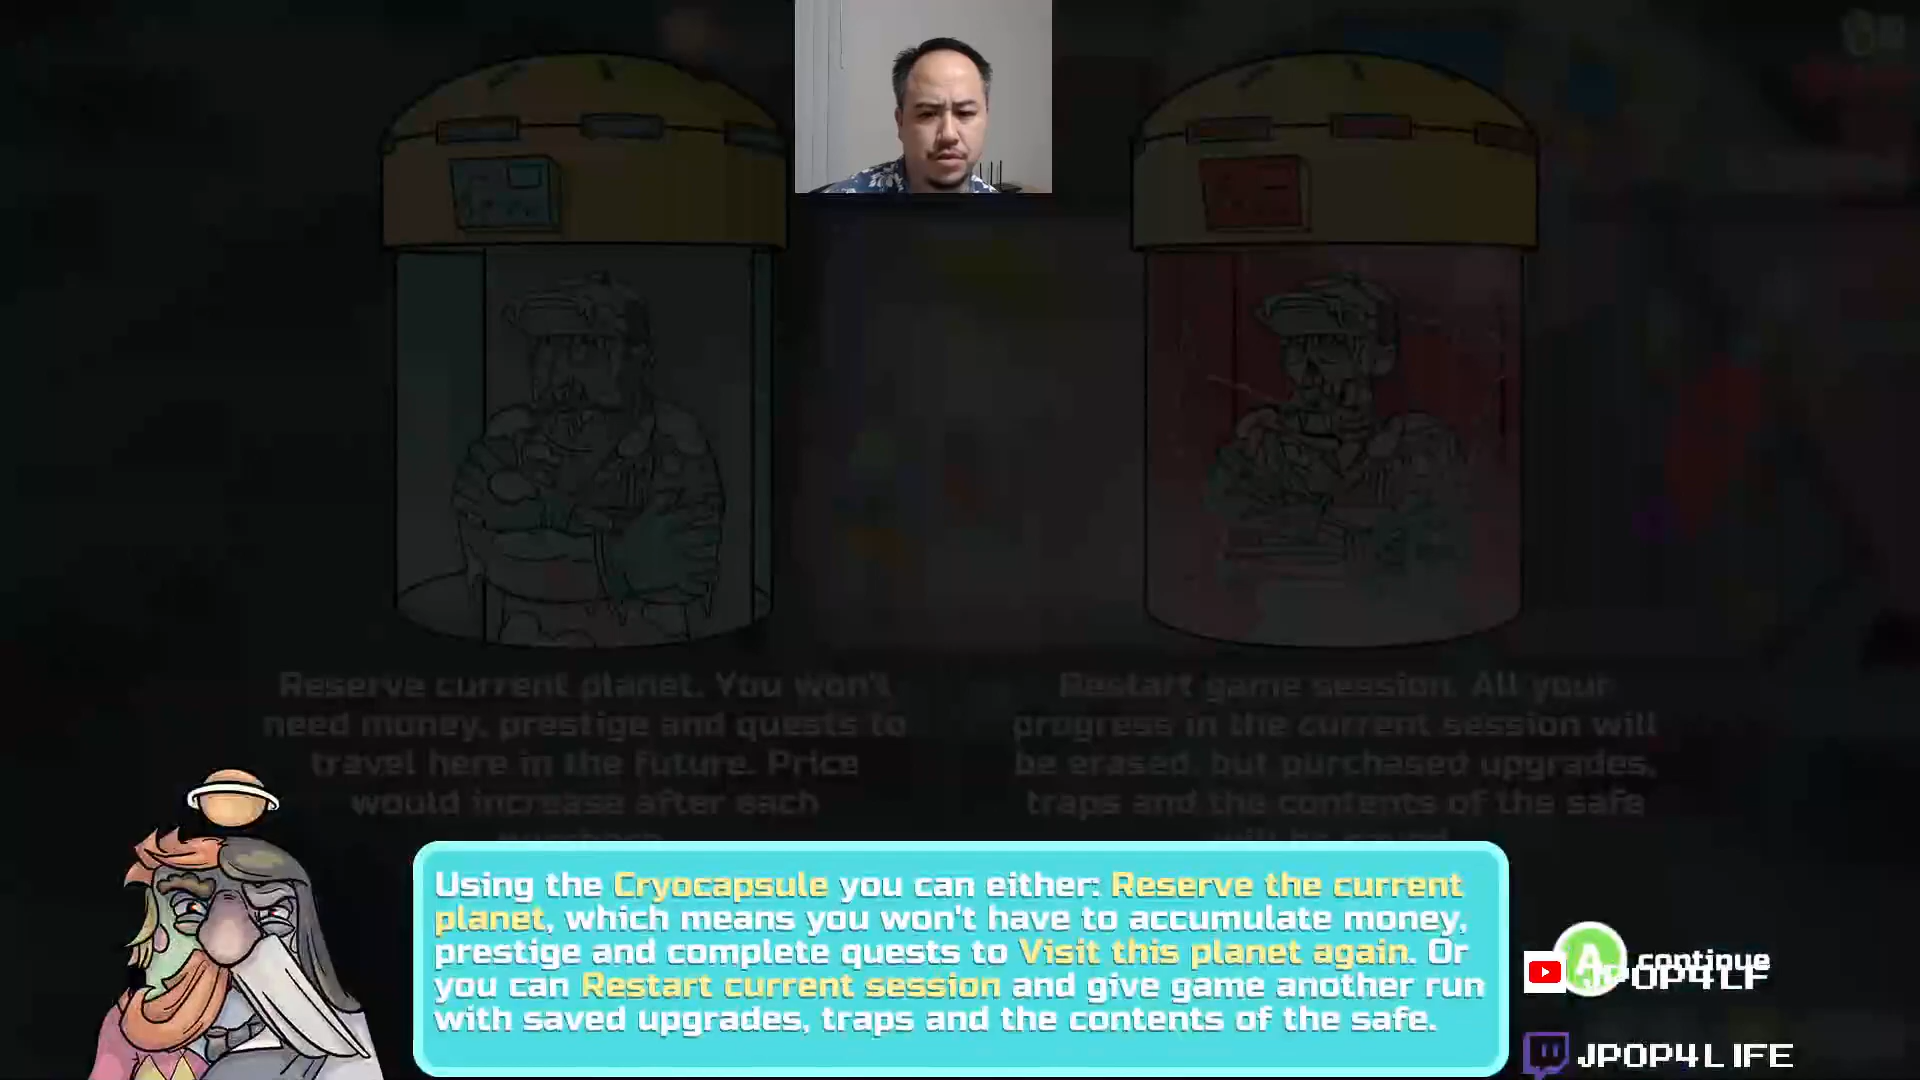 Reserve current planet. You won't
need money, prestige and quests to
travel here in the future. Price
would increase after each
Restart game session. All your
progress in the current session will
be erased, but purchased upgrades,
traps and the contents of the safe
will be saved
Using the Cryocapsule you can either: Reserve the current
planet, which means you won't have to accumulate money,
prestige and complete quests to Visit this planet again. Or
you can Restart current session and give game another run
with saved upgrades, traps and the contents of the safe.
A continue
JPOP4LF
JPOP4LIFE